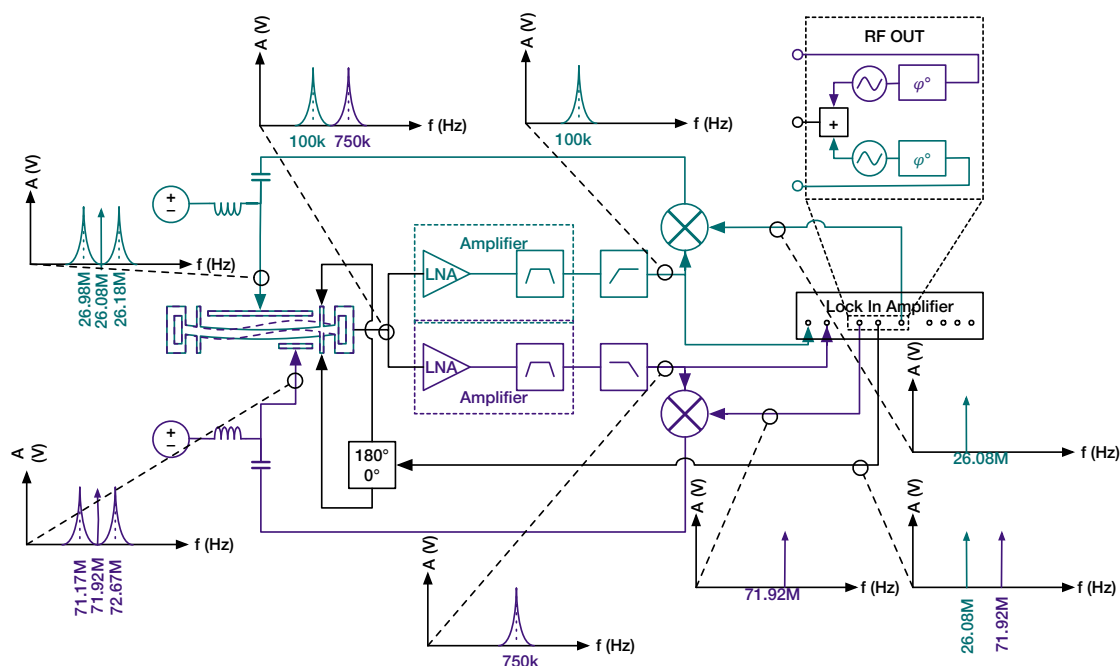 A (V)
100k
750k
f (Hz)
A (V)
100k
f (Hz)
RF OUT
φ°
+
φ°
A (V)
26.98M
26.08M
26.18M
f (Hz)
+
−
Amplifier
LNA
LNA
Amplifier
Lock In Amplifier
+
−
180°
0°
A
(V)
71.17M
71.92M
72.67M
f (Hz)
A (V)
750k
f (Hz)
A (V)
71.92M
f (Hz)
A (V)
26.08M
f (Hz)
A (V)
26.08M
71.92M
f (Hz)